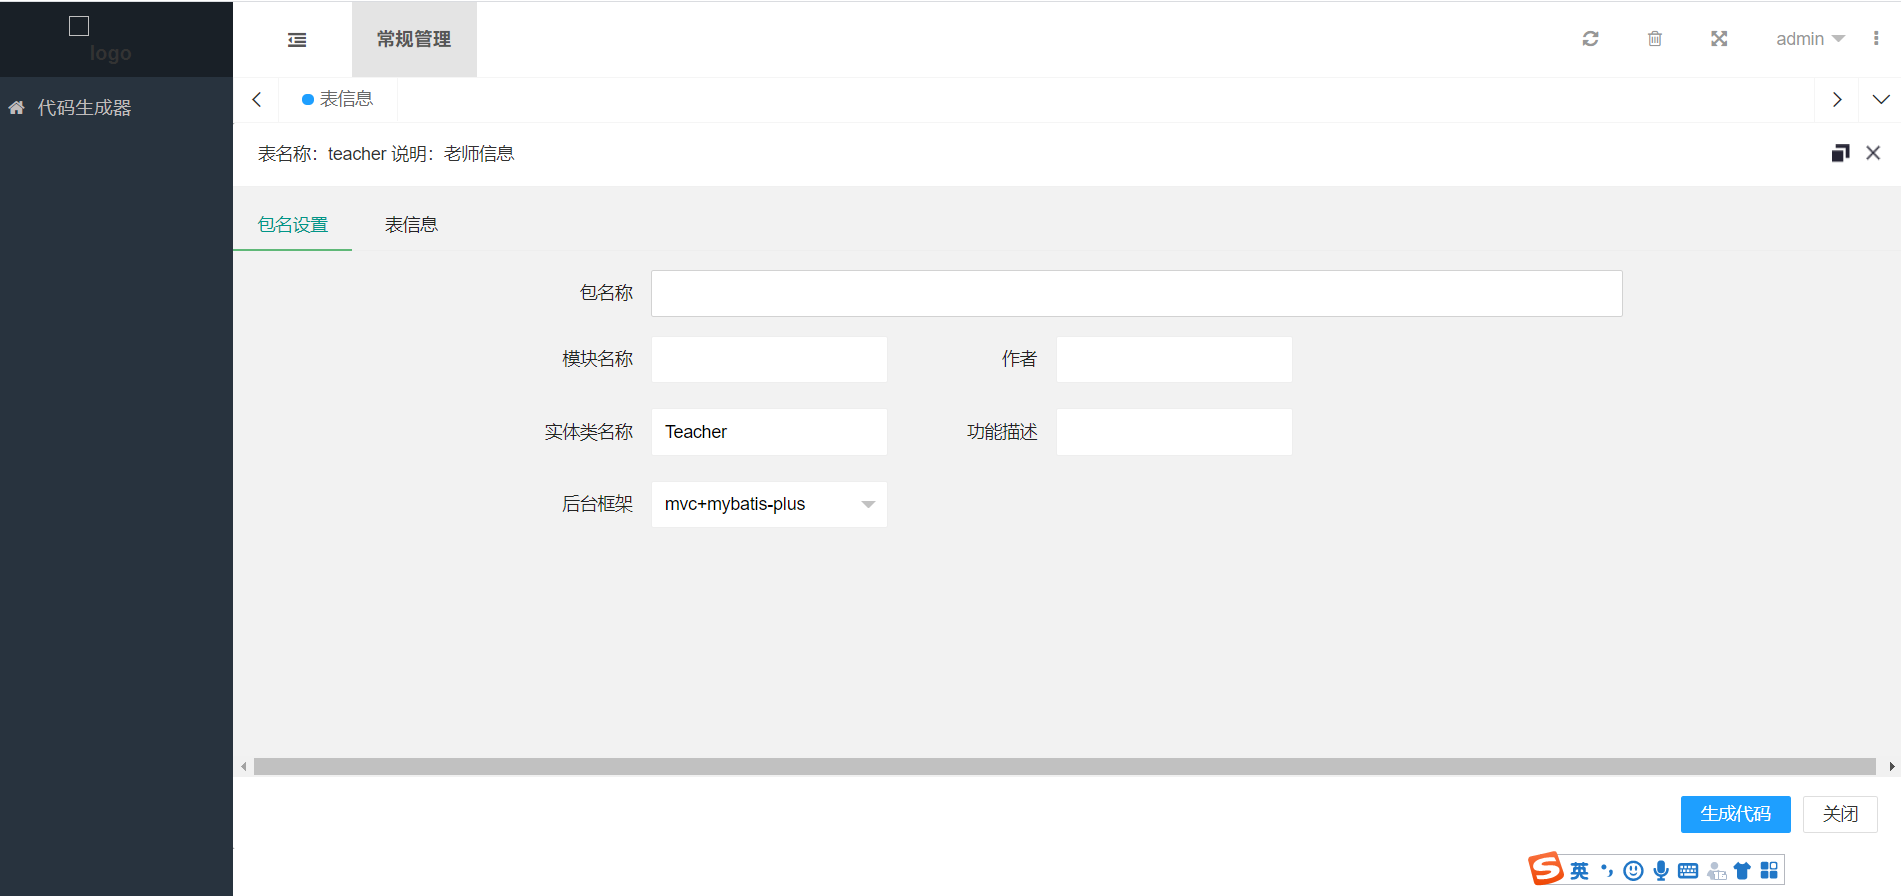 logo
常规管理
admin
代码生成器
表信息
表名称：teacher 说明：老师信息
包名设置
表信息
包名称
模块名称
作者
实体类名称
Teacher
功能描述
后台框架
mvc+mybatis-plus
生成代码
关闭
英